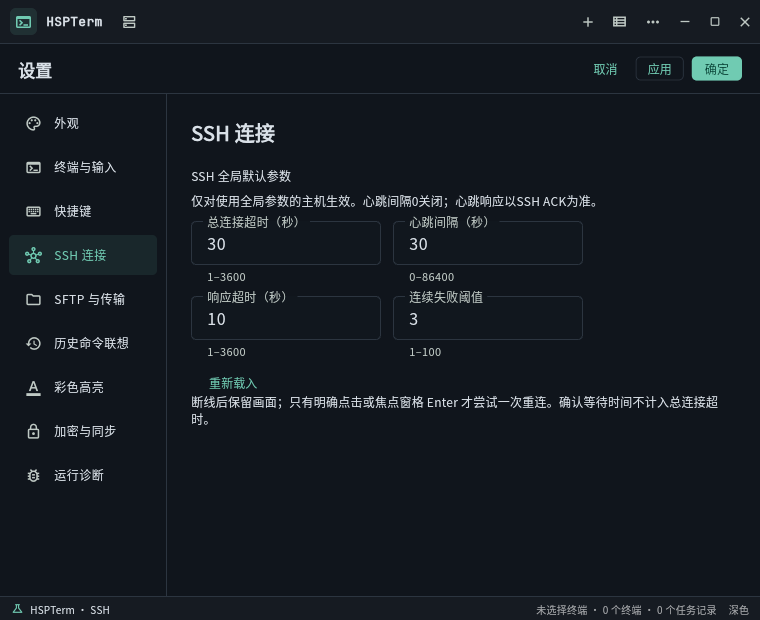 HSPTerm
设置
取消
应用
确定
外观
终端与输入
快捷键
SSH 连接
SFTP 与传输
历史命令联想
彩色高亮
加密与同步
运行诊断
SSH 连接
SSH 全局默认参数
仅对使用全局参数的主机生效。心跳间隔0关闭；心跳响应以SSH ACK为准。
总连接超时（秒）
30
1–3600
心跳间隔（秒）
30
0–86400
响应超时（秒）
10
1–3600
连续失败阈值
3
1–100
重新载入
断线后保留画面；只有明确点击或焦点窗格 Enter 才尝试一次重连。确认等待时间不计入总连接超
时。
HSPTerm · SSH
未选择终端 · 0 个终端 · 0 个任务记录 深色